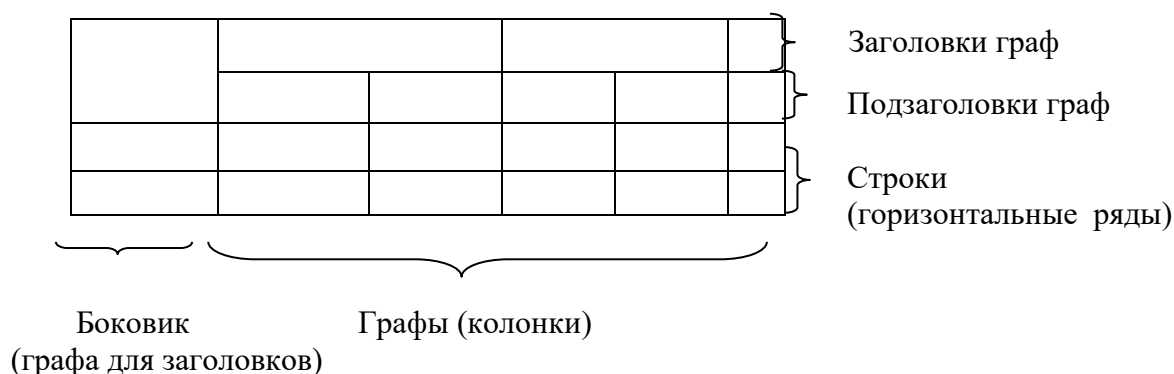 Заголовки граф
Подзаголовки граф
Строки
(горизонтальные ряды)
Боковик
(графа для заголовков)
Графы (колонки)